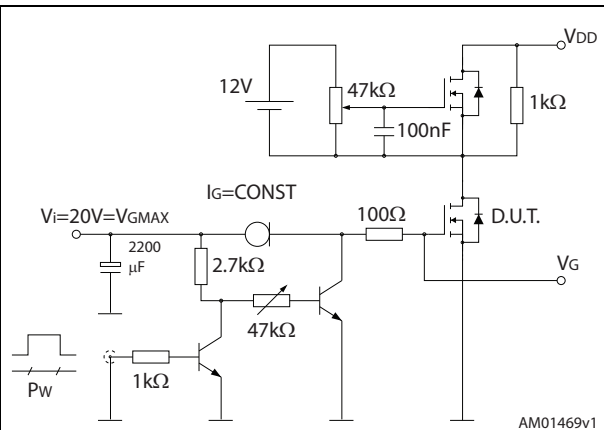 VDD
12V
47kΩ
1kΩ
100nF
IG=CONST
Vi=20V=VGMAX
100Ω
D.U.T.
2200
μF
2.7kΩ
VG
47kΩ
1kΩ
PW
AM01469v1